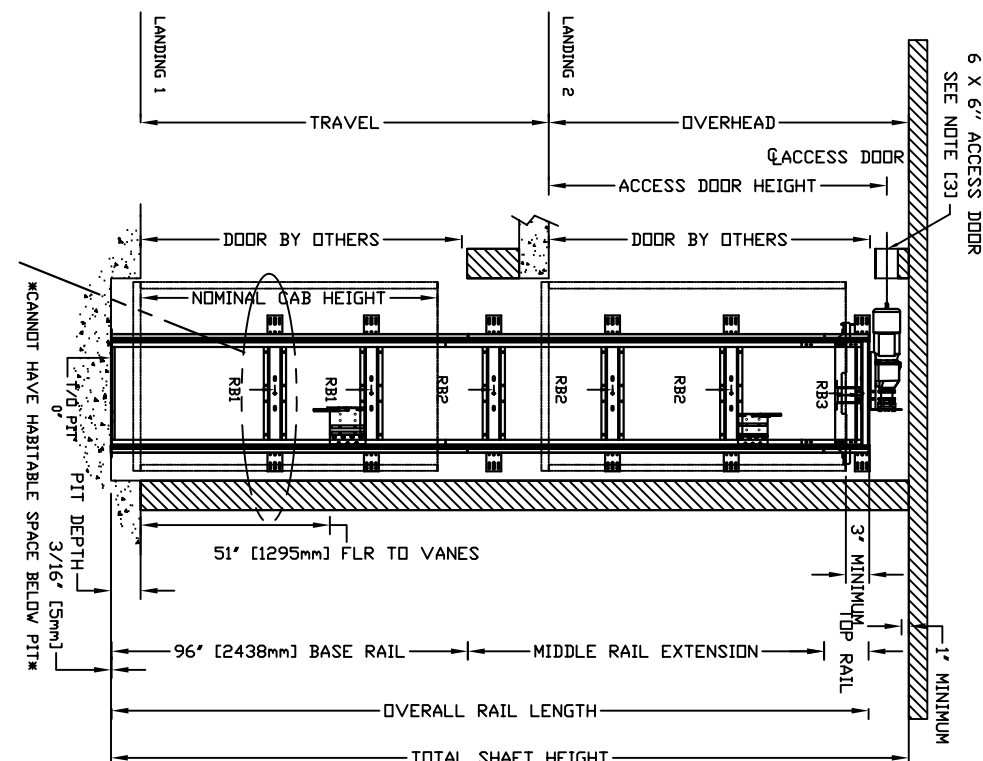 6 X 6" ACCESS DOOR
SEE NOTE [3]
LANDING 1
LANDING 2
TRAVEL
OVERHEAD
℄ACCESS DOOR
ACCESS DOOR HEIGHT
DOOR BY OTHERS
DOOR BY OTHERS
NOMINAL CAB HEIGHT
RB1
RB1
RB2
RB2
RB2
RB3
T/O PIT
0"
*CANNOT HAVE HABITABLE SPACE BELOW PIT*
PIT DEPTH
3/16" [5mm]
51" [1295mm] FLR TO VANES
3" MINIMUM
TOP RAIL
1" MINIMUM
96" [2438mm] BASE RAIL
MIDDLE RAIL EXTENSION
OVERALL RAIL LENGTH
TOTAL SHAFT HEIGHT